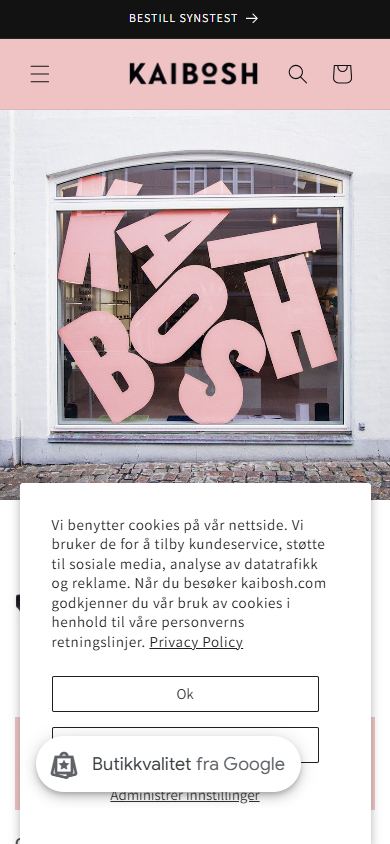 BESTILL SYNSTEST →
KAIBOSH
KAIBOSH
Vi benytter cookies på vår nettside. Vi
bruker de for å tilby kundeservice, støtte
til sosiale media, analyse av datatrafikk
og reklame. Når du besøker kaibosh.com
godkjenner du vår bruk av cookies i
henhold til våre personverns
retningslinjer. Privacy Policy
Ok
Butikkvalitet fra Google
Administrer innstillinger